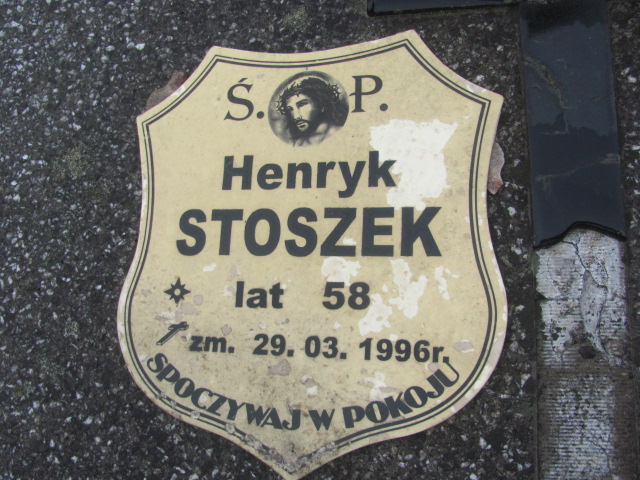 Ś. P.
Henryk
STOSZEK
lat 58
zm. 29. 03. 1996r.
SPOCZYWAJ W POKOJU